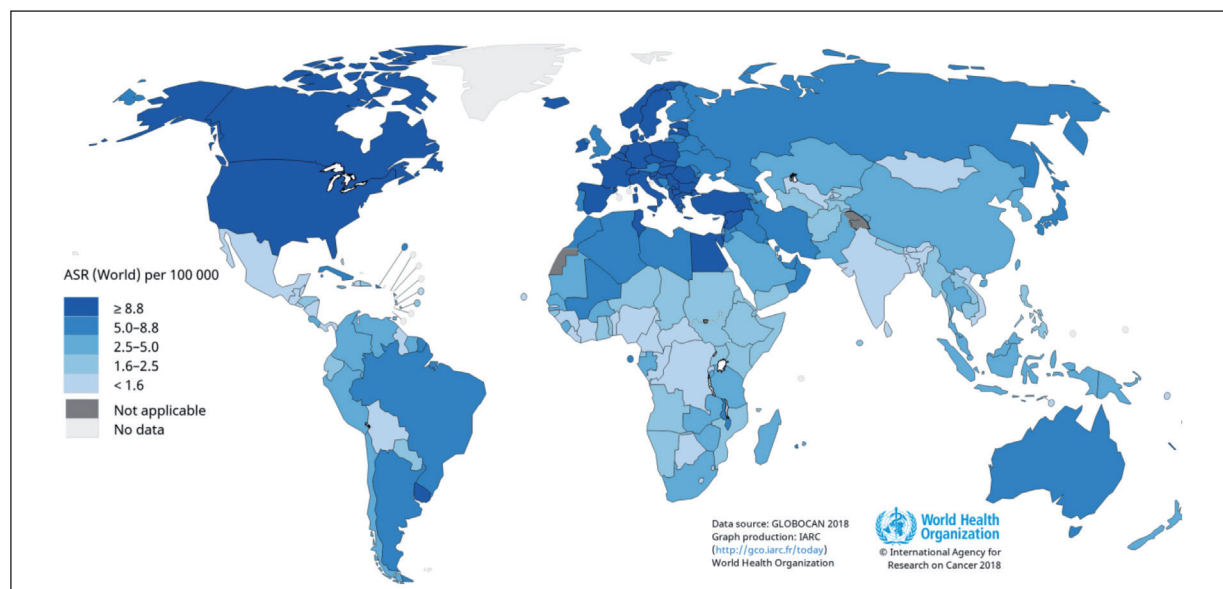 ASR (World) per 100 000
≥ 8.8
5.0–8.8
2.5–5.0
1.6–2.5
< 1.6
Not applicable
No data
Data source: GLOBOCAN 2018
Graph production: IARC
(http://gco.iarc.fr/today)
World Health Organization
World Health
Organization
© International Agency for
Research on Cancer 2018